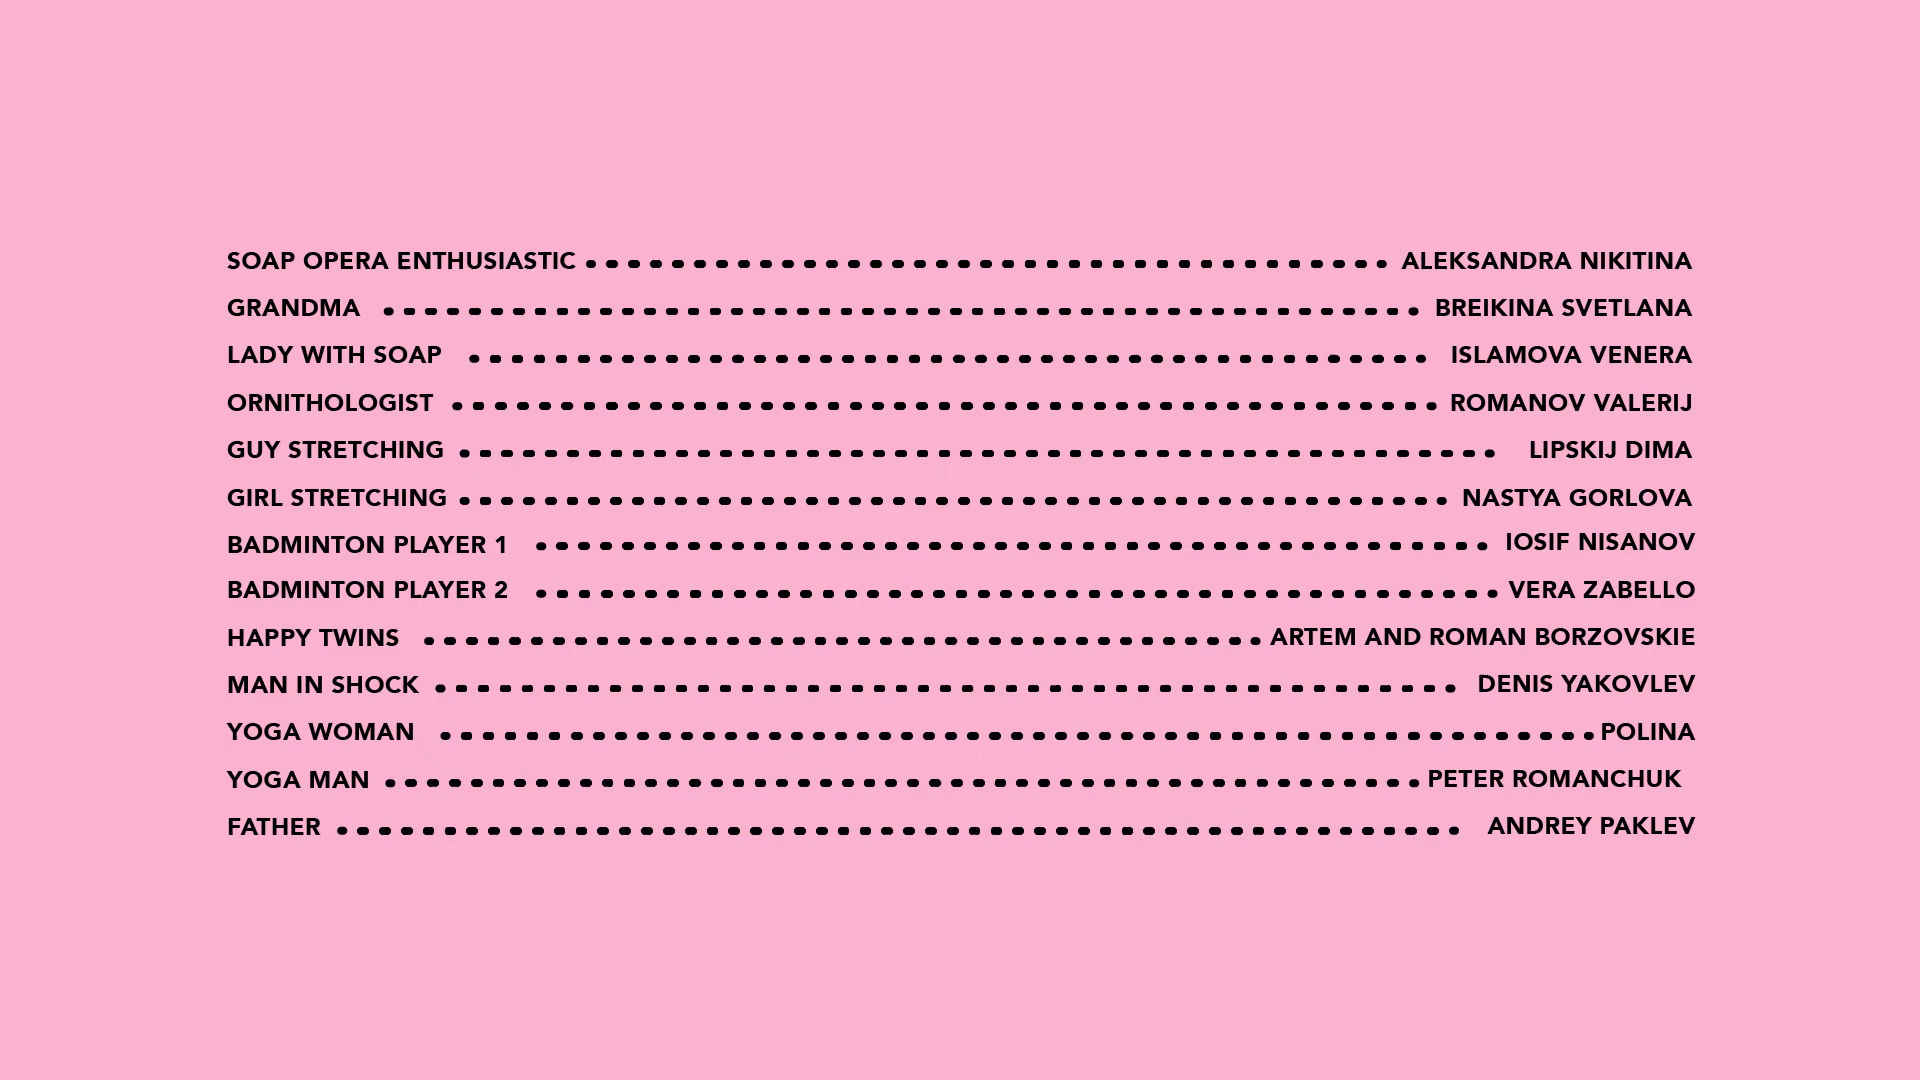 SOAP OPERA ENTHUSIASTIC ALEKSANDRA NIKITINA
GRANDMA BREIKINA SVETLANA
LADY WITH SOAP ISLAMOVA VENERA
ORNITHOLOGIST ROMANOV VALERIJ
GUY STRETCHING LIPSKIJ DIMA
GIRL STRETCHING NASTYA GORLOVA
BADMINTON PLAYER 1 IOSIF NISANOV
BADMINTON PLAYER 2 VERA ZABELLO
HAPPY TWINS ARTEM AND ROMAN BORZOVSKIE
MAN IN SHOCK DENIS YAKOVLEV
YOGA WOMAN POLINA
YOGA MAN PETER ROMANCHUK
FATHER ANDREY PAKLEV